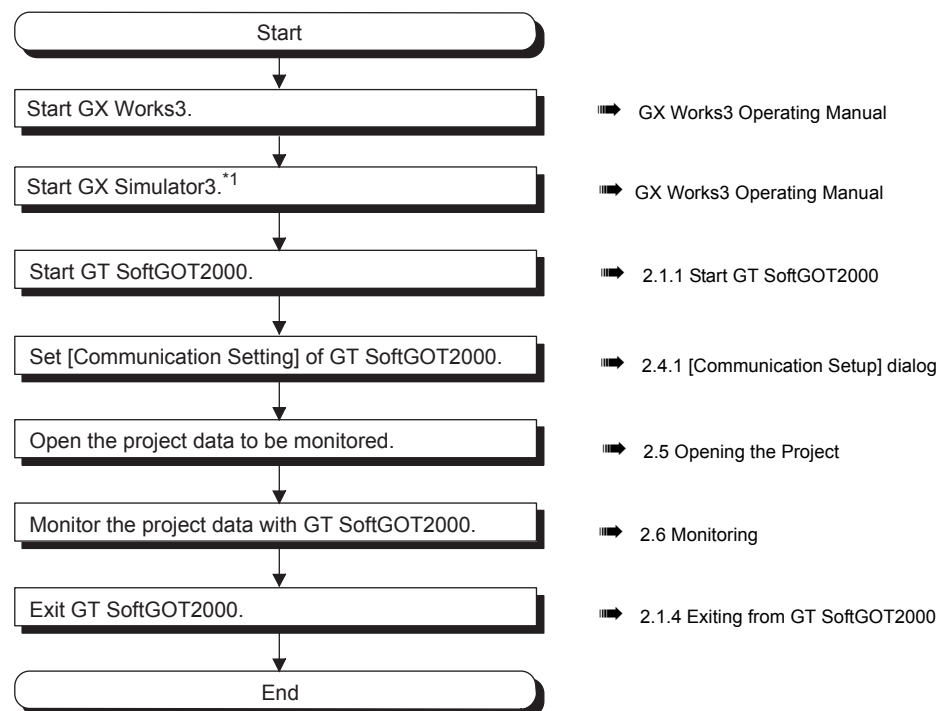 Start
Start GX Works3.
GX Works3 Operating Manual
Start GX Simulator3.*1
GX Works3 Operating Manual
Start GT SoftGOT2000.
2.1.1 Start GT SoftGOT2000
Set [Communication Setting] of GT SoftGOT2000.
2.4.1 [Communication Setup] dialog
Open the project data to be monitored.
2.5 Opening the Project
Monitor the project data with GT SoftGOT2000.
2.6 Monitoring
Exit GT SoftGOT2000.
2.1.4 Exiting from GT SoftGOT2000
End